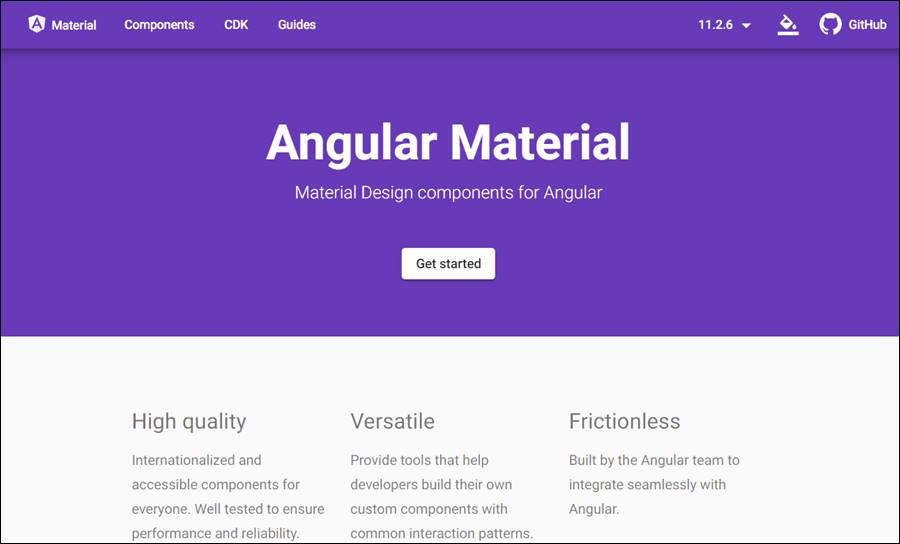 Material Components CDK Guides 11.2.6 GitHub
Angular Material
Material Design components for Angular
Get started
High quality
Internationalized and
accessible components for
everyone. Well tested to ensure
performance and reliability.
Versatile
Provide tools that help
developers build their own
custom components with
common interaction patterns.
Frictionless
Built by the Angular team to
integrate seamlessly with
Angular.